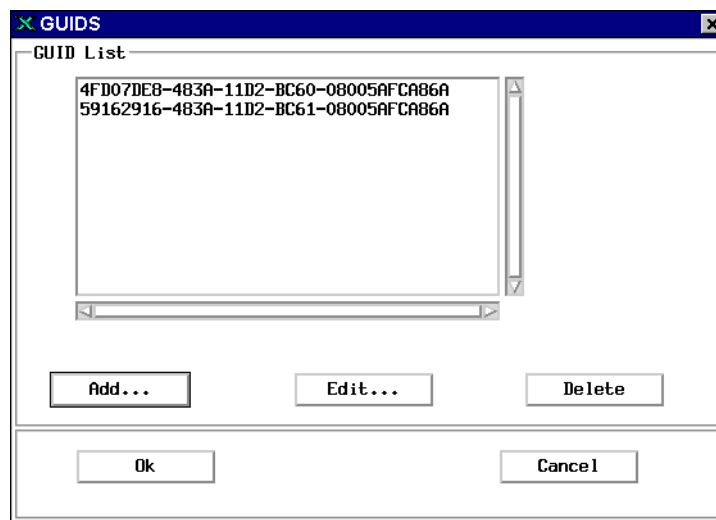 GUIDS
GUID List
4FD07DE8-483A-11D2-BC60-08005AFCA86A
59162916-483A-11D2-BC61-08005AFCA86A
Add... Edit... Delete
Ok Cancel